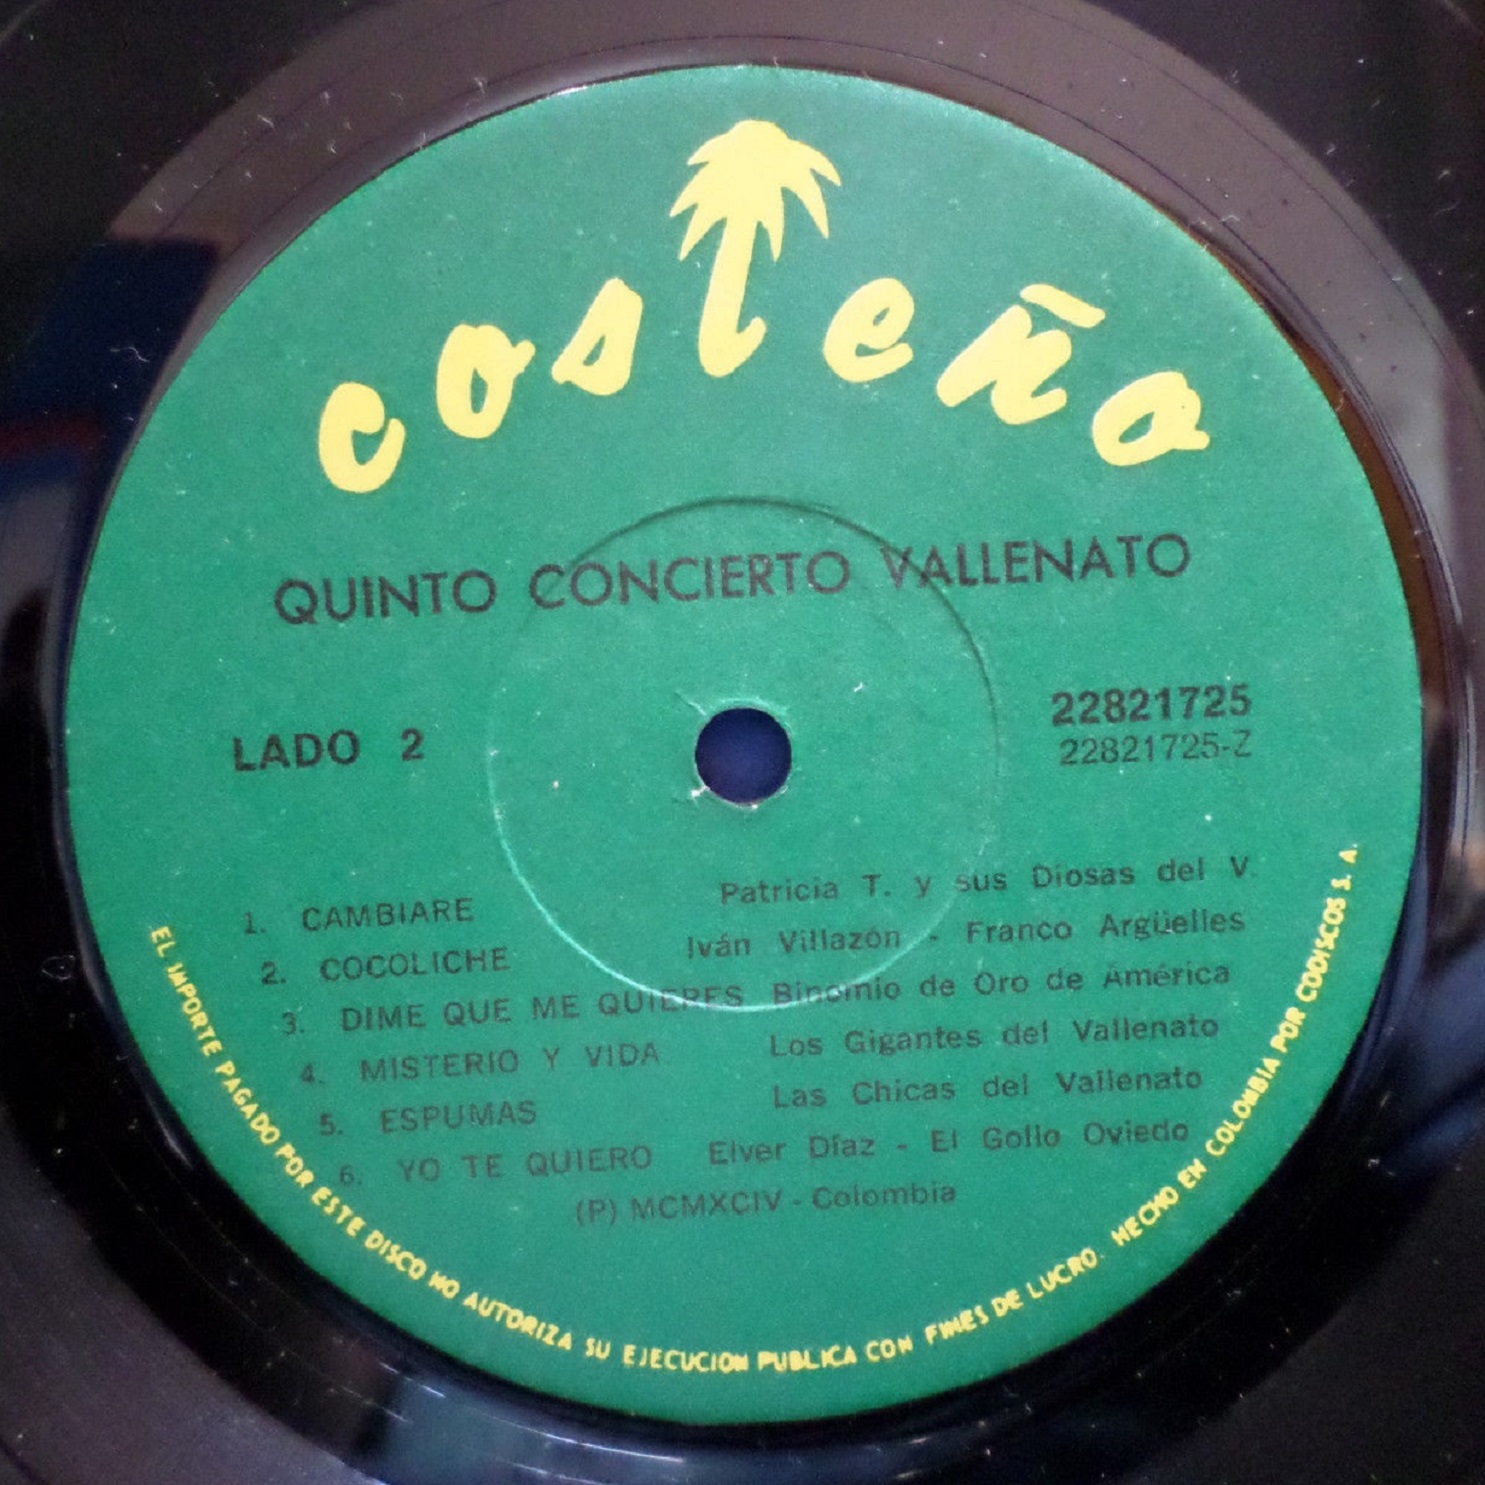 costeño
QUINTO CONCIERTO VALLENATO
LADO 2
22821725
22821725-Z
1. CAMBIARE Patricia T. y sus Diosas del V.
2. COCOLICHE Iván Villazón - Franco Argüelles
3. DIME QUE ME QUIERES Binomio de Oro de América
4. MISTERIO Y VIDA Los Gigantes del Vallenato
5. ESPUMAS Las Chicas del Vallenato
6. YO TE QUIERO Elver Díaz - El Gollo Oviedo
(P) MCMXCIV - Colombia
EL IMPORTE PAGADO POR ESTE DISCO NO AUTORIZA SU EJECUCION PUBLICA CON FINES DE LUCRO. HECHO EN COLOMBIA POR CODISCOS S. A.